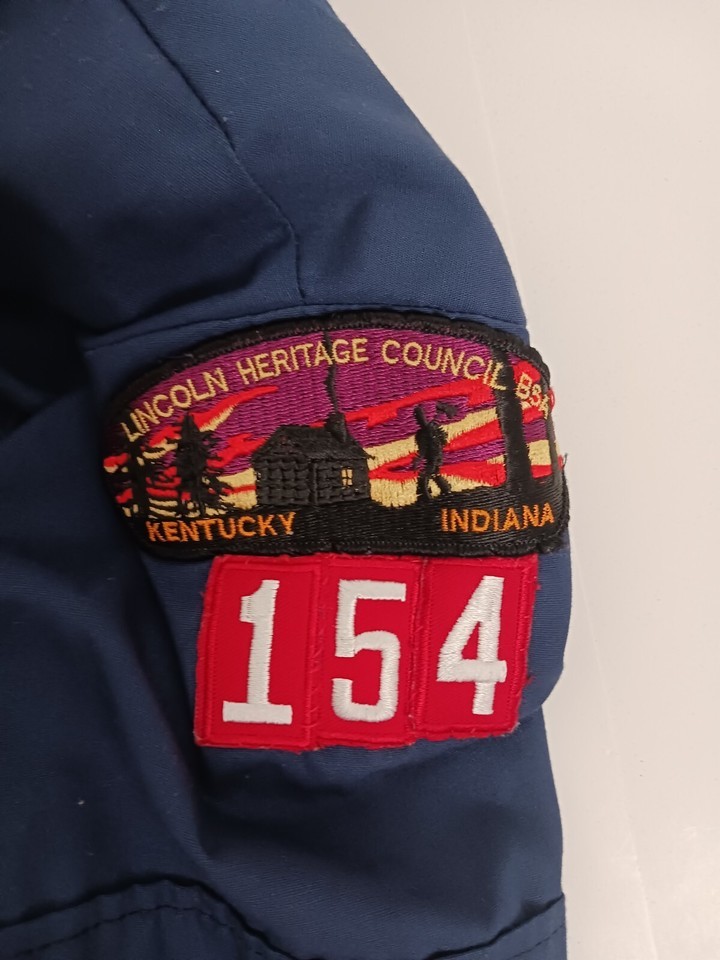 LINCOLN HERITAGE COUNCIL BSA
KENTUCKY INDIANA
154